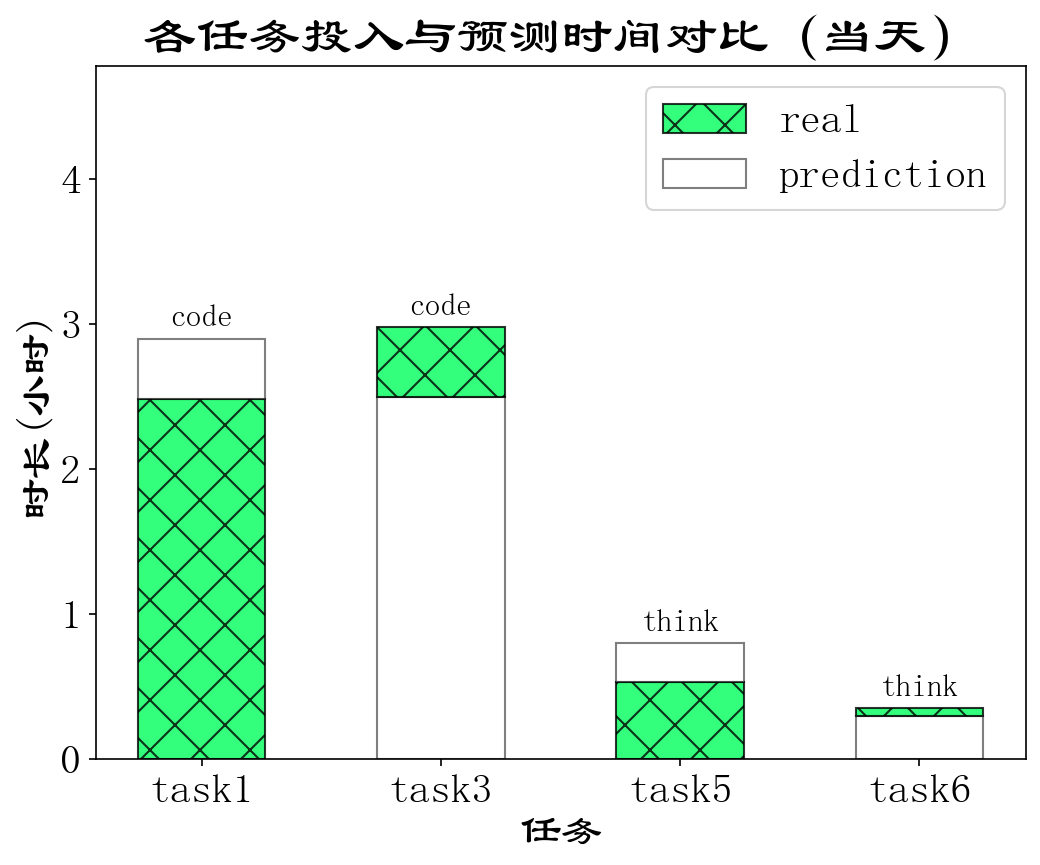 各任务投入与预测时间对比 (当天)
real
prediction
时长(小时)
4
3
2
1
0
code
code
think
think
task1
task3
task5
task6
任务